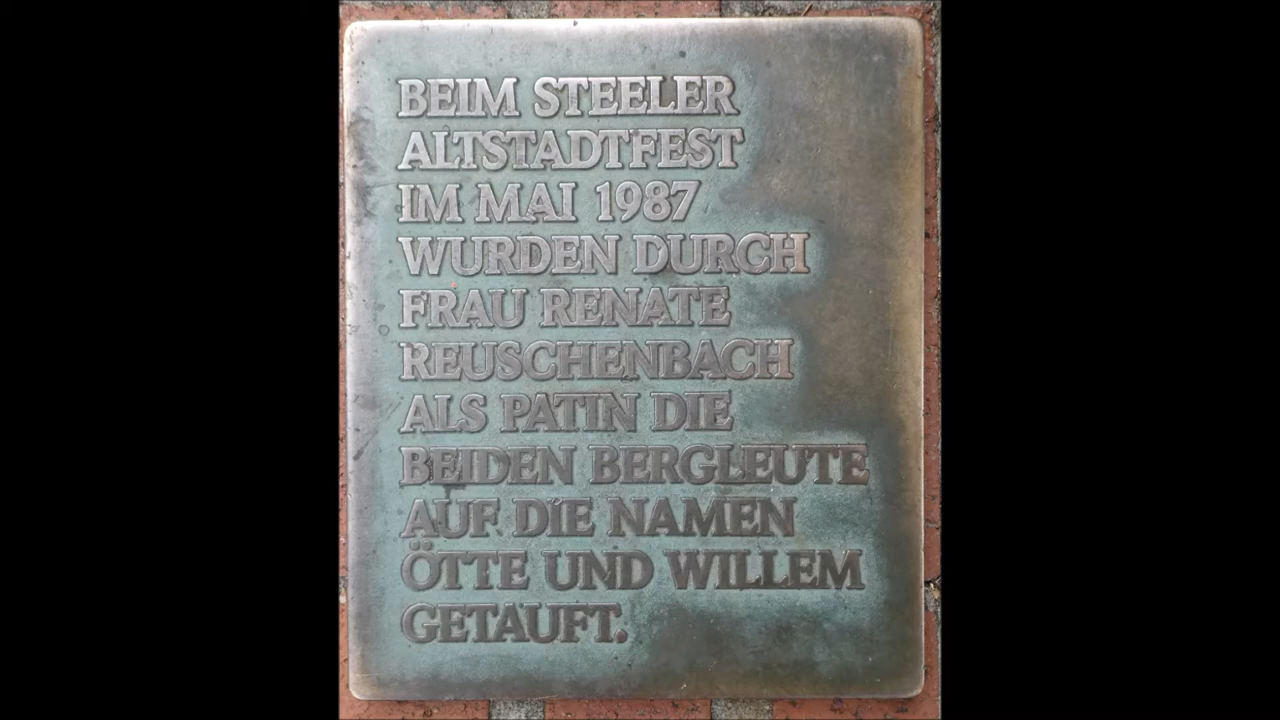 BEIM STEELER
ALTSTADTFEST
IM MAI 1987
WURDEN DURCH
FRAU RENATE
REUSCHENBACH
ALS PATIN DIE
BEIDEN BERGLEUTE
AUF DIE NAMEN
ÖTTE UND WILLEM
GETAUFT.